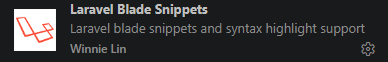 Laravel Blade Snippets
Laravel blade snippets and syntax highlight support
Winnie Lin